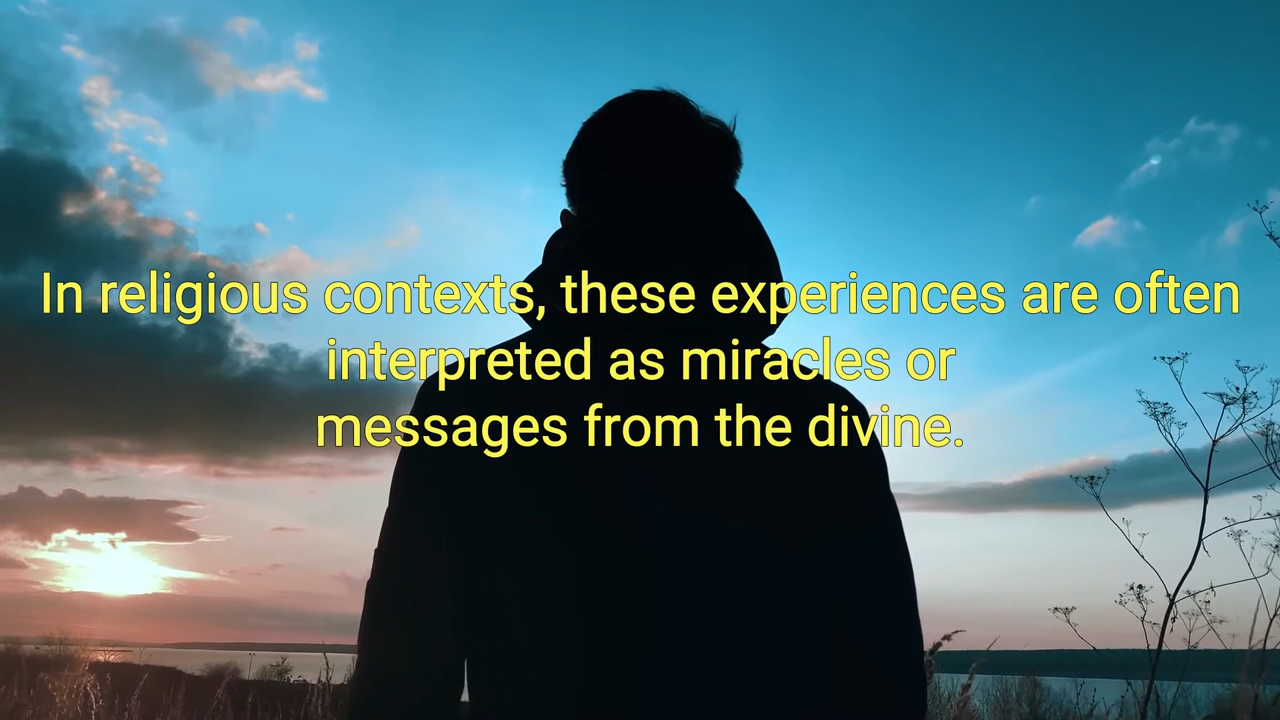 In religious contexts, these experiences are often
interpreted as miracles or
messages from the divine.